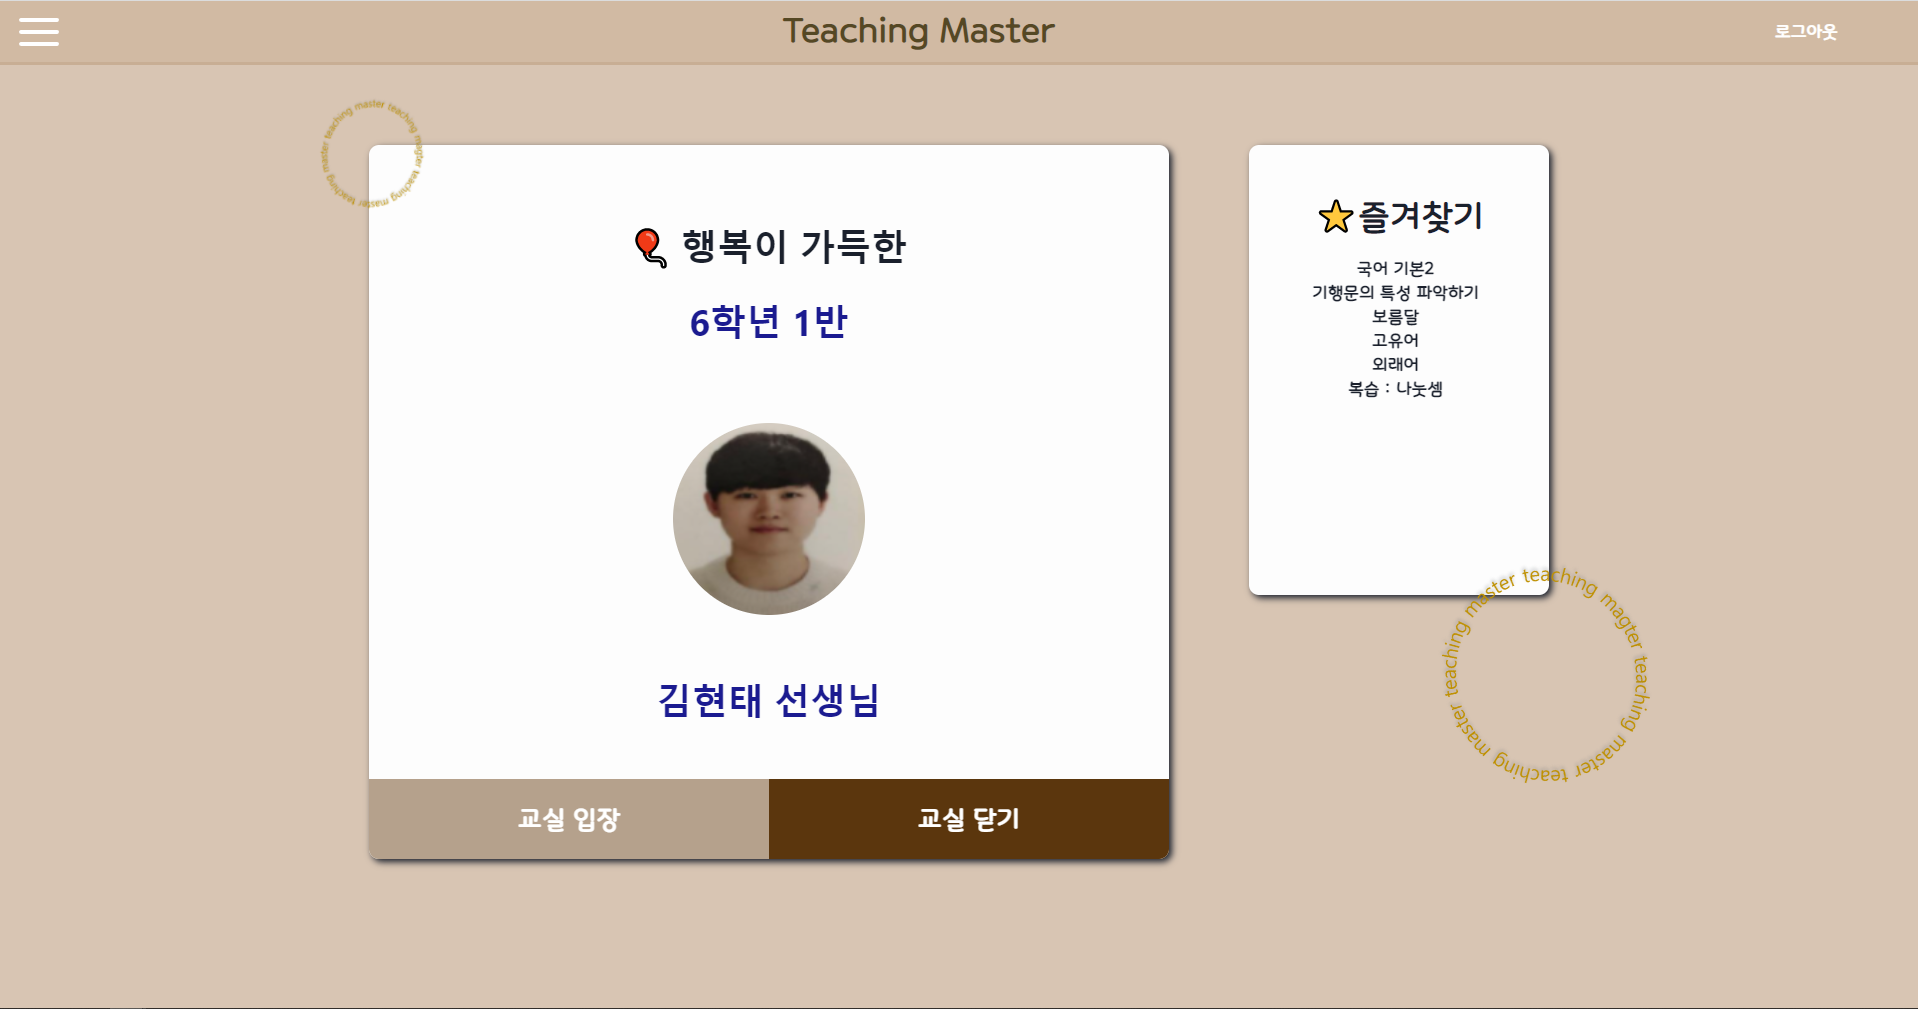 Teaching Master
로그아웃
master teaching magter teaching master teaching master teaching
행복이 가득한
6학년 1반
김현태 선생님
교실 입장
교실 닫기
즐겨찾기
국어 기본2
기행문의 특성 파악하기
보름달
고유어
외래어
복습 : 나눗셈
teaching magter teaching master teaching master teaching master